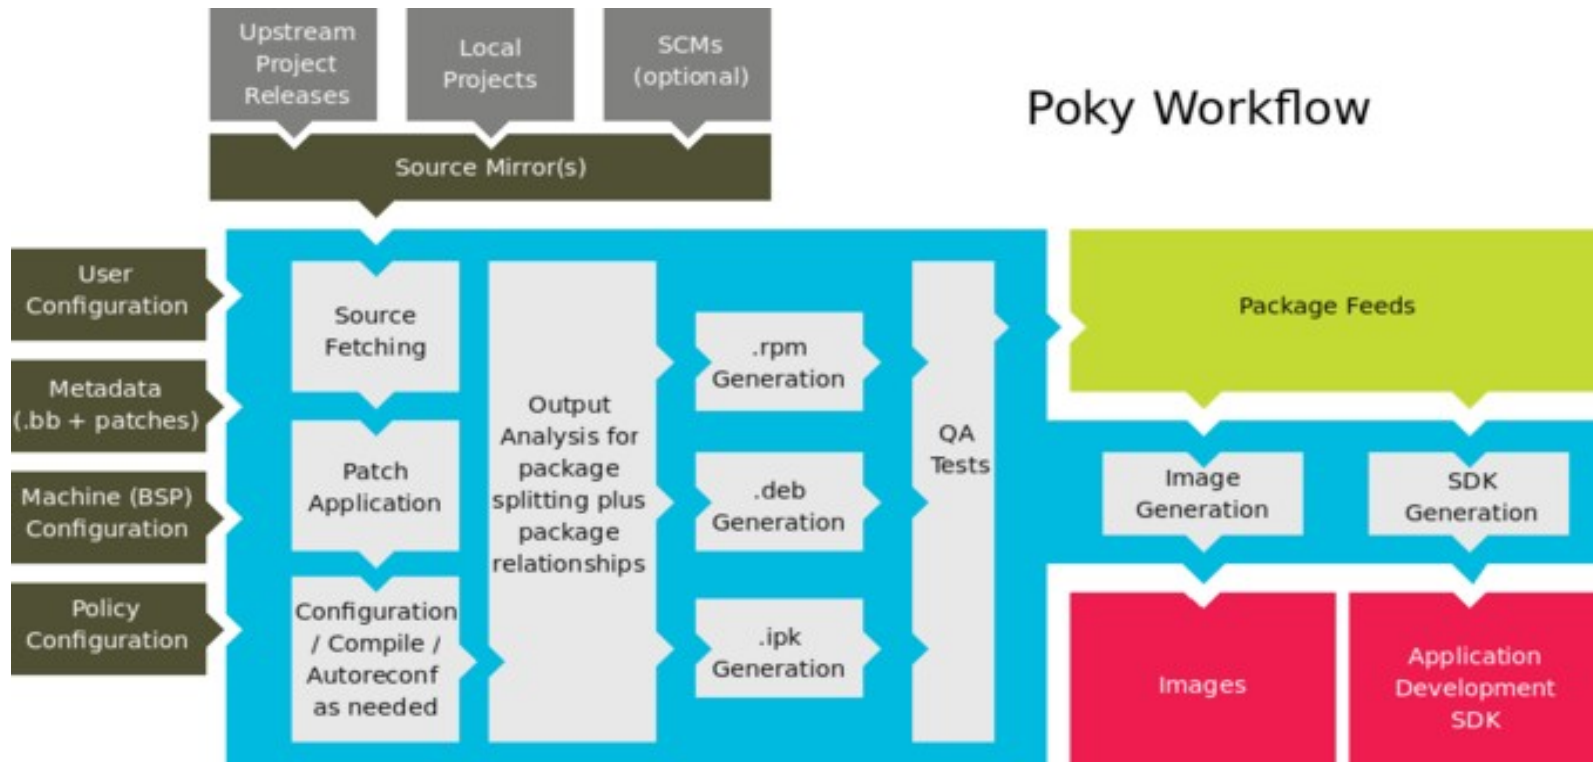 Upstream
Project
Releases
Local
Projects
SCMs
(optional)
Poky Workflow
Source Mirror(s)
User
Configuration
Metadata
(.bb + patches)
Machine (BSP)
Configuration
Policy
Configuration
Source
Fetching
Patch
Application
Configuration
/ Compile /
Autoreconf
as needed
Output
Analysis for
package
splitting plus
package
relationships
.rpm
Generation
.deb
Generation
.ipk
Generation
QA
Tests
Package Feeds
Image
Generation
SDK
Generation
Images
Application
Development
SDK